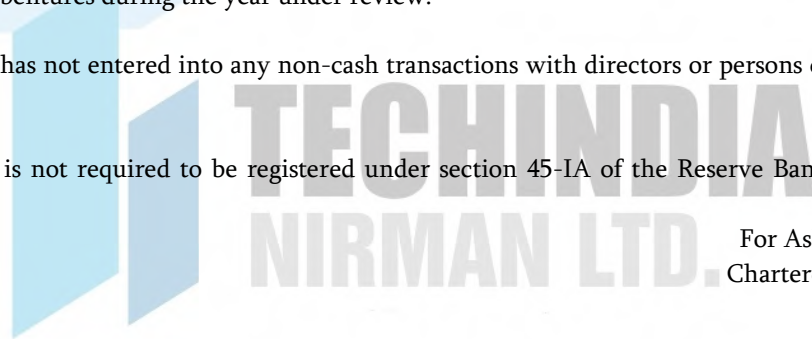 bentures during the year under review.
has not entered into any non-cash transactions with directors or persons
TECHINDIA
is not required to be registered under section 45-IA of the Reserve Ban
NIRMAN LTD.
For As
Charter